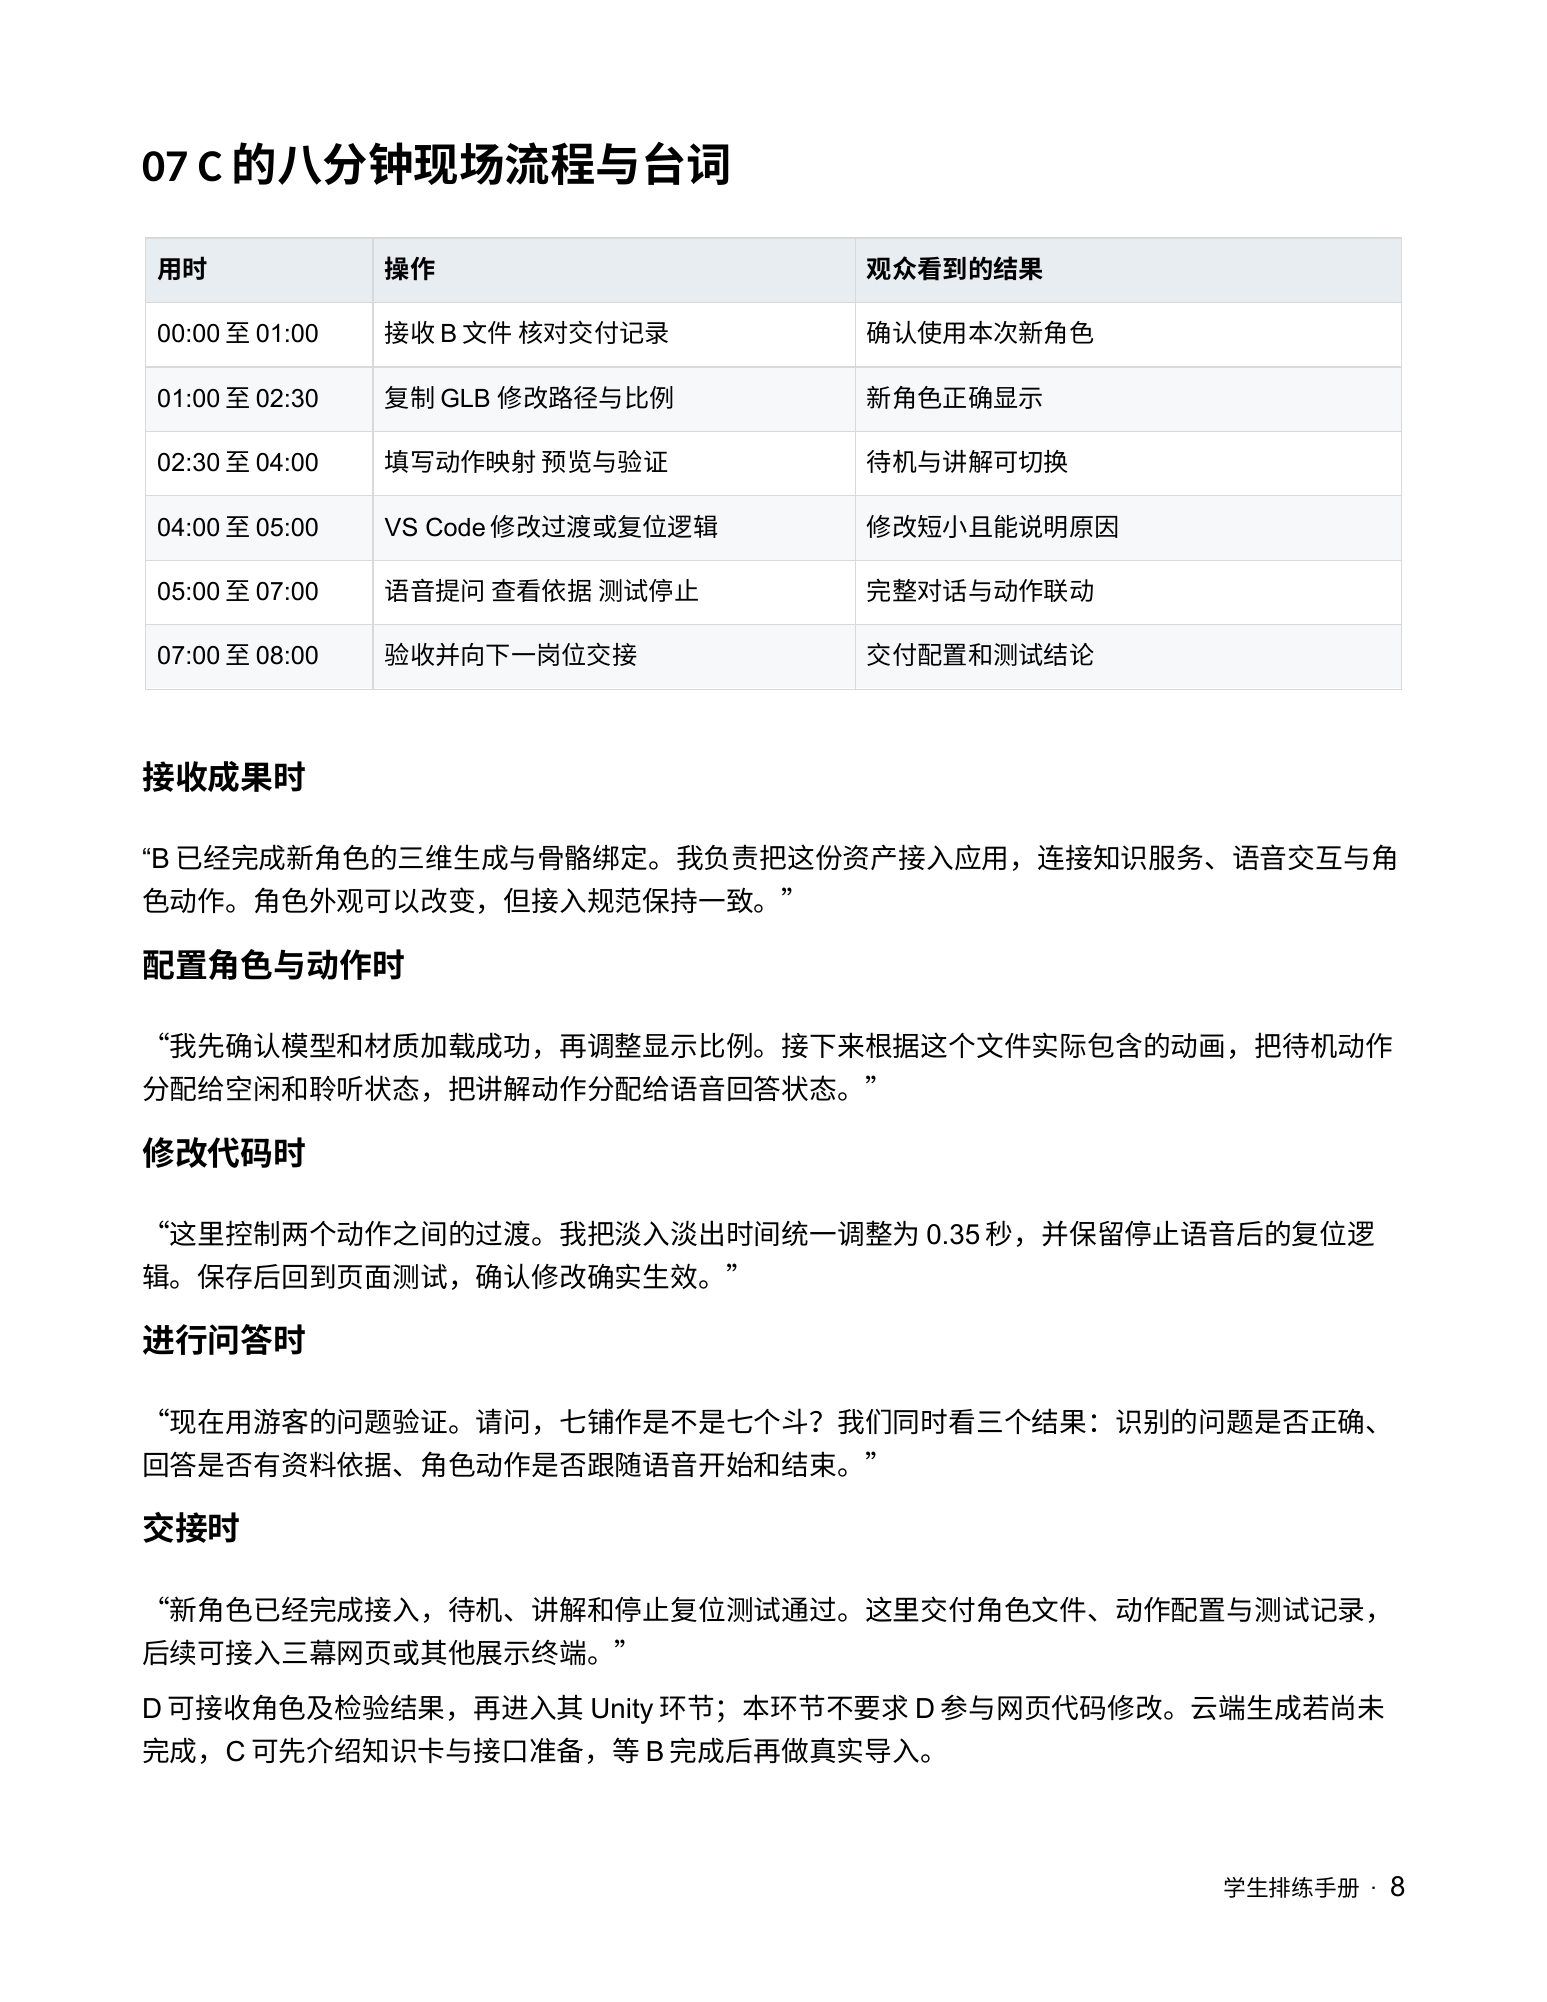 07 C 的八分钟现场流程与台词
用时 操作 观众看到的结果
00:00 至 01:00 接收 B 文件 核对交付记录 确认使用本次新角色
01:00 至 02:30 复制 GLB 修改路径与比例 新角色正确显示
02:30 至 04:00 填写动作映射 预览与验证 待机与讲解可切换
04:00 至 05:00 VS Code 修改过渡或复位逻辑 修改短小且能说明原因
05:00 至 07:00 语音提问 查看依据 测试停止 完整对话与动作联动
07:00 至 08:00 验收并向下一岗位交接 交付配置和测试结论
接收成果时
“B 已经完成新角色的三维生成与骨骼绑定。我负责把这份资产接入应用，连接知识服务、语音交互与角
色动作。角色外观可以改变，但接入规范保持一致。”
配置角色与动作时
“我先确认模型和材质加载成功，再调整显示比例。接下来根据这个文件实际包含的动画，把待机动作
分配给空闲和聆听状态，把讲解动作分配给语音回答状态。”
修改代码时
“这里控制两个动作之间的过渡。我把淡入淡出时间统一调整为 0.35 秒，并保留停止语音后的复位逻
辑。保存后回到页面测试，确认修改确实生效。”
进行问答时
“现在用游客的问题验证。请问，七铺作是不是七个斗？我们同时看三个结果：识别的问题是否正确、
回答是否有资料依据、角色动作是否跟随语音开始和结束。”
交接时
“新角色已经完成接入，待机、讲解和停止复位测试通过。这里交付角色文件、动作配置与测试记录，
后续可接入三幕网页或其他展示终端。”
D 可接收角色及检验结果，再进入其 Unity 环节；本环节不要求 D 参与网页代码修改。云端生成若尚未
完成，C 可先介绍知识卡与接口准备，等 B 完成后再做真实导入。
学生排练手册 · 8